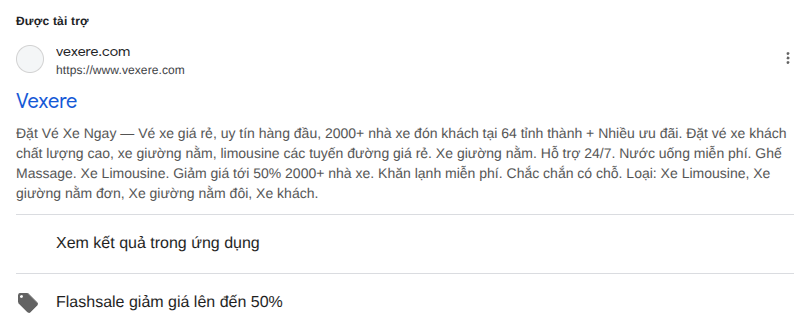 Được tài trợ
vexere.com
https://www.vexere.com
Vexere
Đặt Vé Xe Ngay — Vé xe giá rẻ, uy tín hàng đầu, 2000+ nhà xe đón khách tại 64 tỉnh thành + Nhiều ưu đãi. Đặt vé xe khách
chất lượng cao, xe giường nằm, limousine các tuyến đường giá rẻ. Xe giường nằm. Hỗ trợ 24/7. Nước uống miễn phí. Ghế
Massage. Xe Limousine. Giảm giá tới 50% 2000+ nhà xe. Khăn lạnh miễn phí. Chắc chắn có chỗ. Loại: Xe Limousine, Xe
giường nằm đơn, Xe giường nằm đôi, Xe khách.
Xem kết quả trong ứng dụng
Flashsale giảm giá lên đến 50%